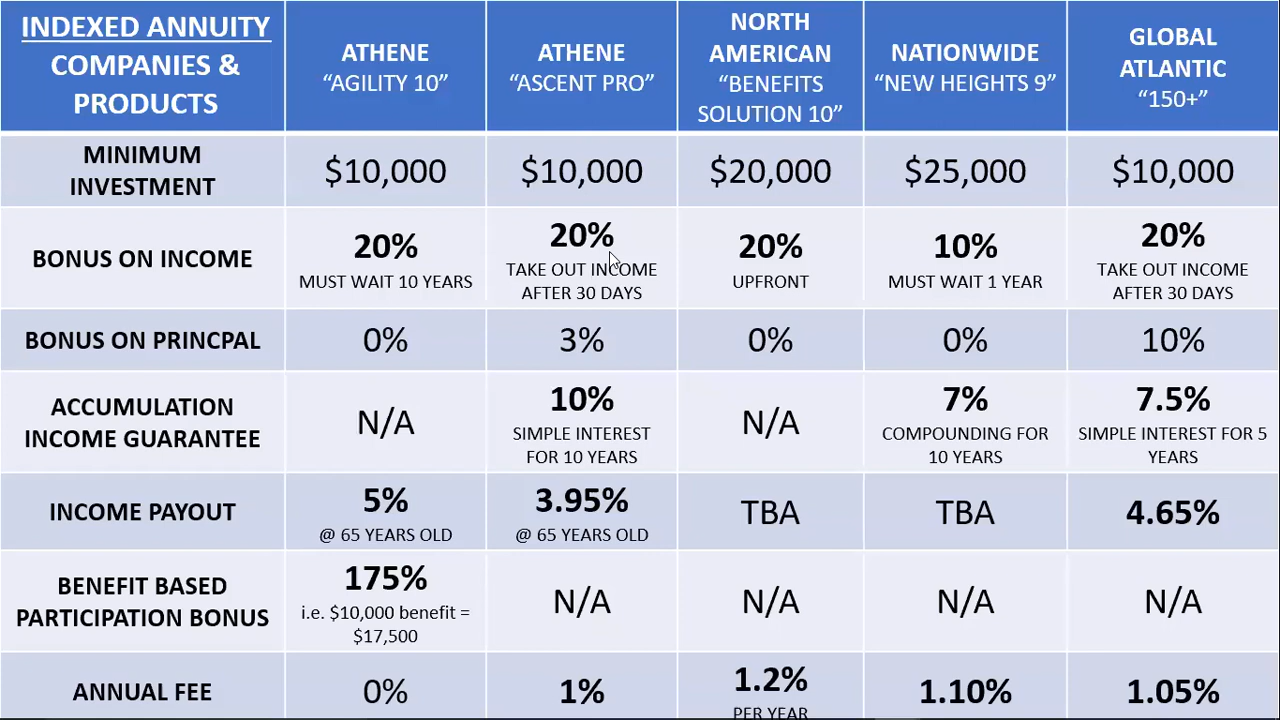 INDEXED ANNUITY
COMPANIES &
PRODUCTS
ATHENE
“AGILITY 10”
ATHENE
“ASCENT PRO”
NORTH
AMERICAN
“BENEFITS
SOLUTION 10”
NATIONWIDE
“NEW HEIGHTS 9”
GLOBAL
ATLANTIC
“150+”
MINIMUM
INVESTMENT
$10,000
$10,000
$20,000
$25,000
$10,000
BONUS ON INCOME
20%
MUST WAIT 10 YEARS
20%
TAKE OUT INCOME
AFTER 30 DAYS
20%
UPFRONT
10%
MUST WAIT 1 YEAR
20%
TAKE OUT INCOME
AFTER 30 DAYS
BONUS ON PRINCPAL
0%
3%
0%
0%
10%
ACCUMULATION
INCOME GUARANTEE
N/A
10%
SIMPLE INTEREST
FOR 10 YEARS
N/A
7%
COMPOUNDING FOR
10 YEARS
7.5%
SIMPLE INTEREST FOR 5
YEARS
INCOME PAYOUT
5%
@ 65 YEARS OLD
3.95%
@ 65 YEARS OLD
TBA
TBA
4.65%
BENEFIT BASED
PARTICIPATION BONUS
175%
i.e. $10,000 benefit =
$17,500
N/A
N/A
N/A
N/A
ANNUAL FEE
0%
1%
1.2%
PER YEAR
1.10%
1.05%